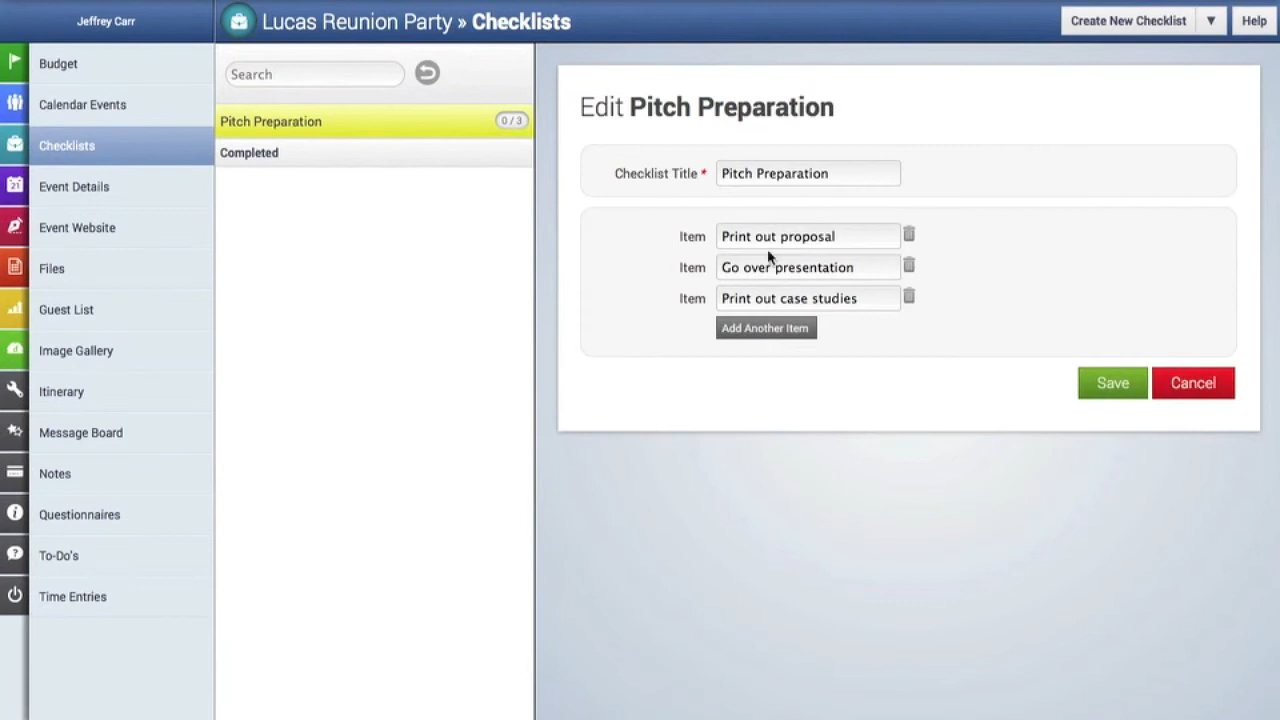 Jeffrey Carr
Lucas Reunion Party » Checklists
Create New Checklist ▼
Help
Budget
Calendar Events
Checklists
Event Details
Event Website
Files
Guest List
Image Gallery
Itinerary
Message Board
Notes
Questionnaires
To-Do's
Time Entries
21
Search
Pitch Preparation 0 / 3
Completed
Edit Pitch Preparation
Checklist Title * Pitch Preparation
Item Print out proposal
Item Go over presentation
Item Print out case studies
Add Another Item
Save Cancel